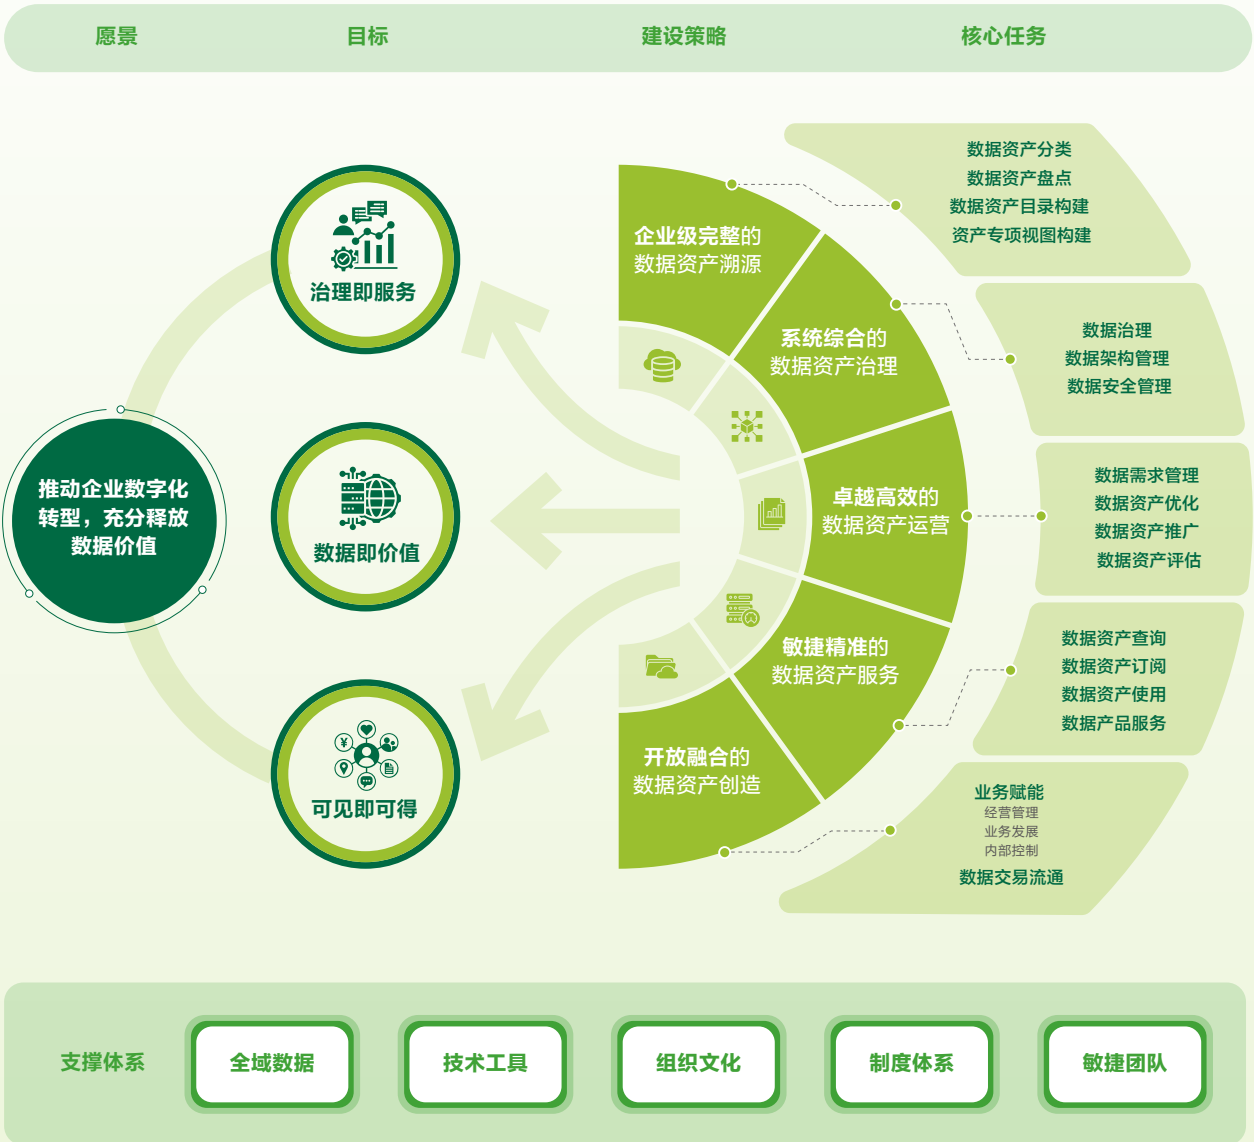 愿景
目标
建设策略
核心任务
推动企业数字化
转型，充分释放
数据价值
治理即服务
数据即价值
可见即可得
企业级完整的
数据资产溯源
系统综合的
数据资产治理
卓越高效的
数据资产运营
敏捷精准的
数据资产服务
开放融合的
数据资产创造
数据资产分类
数据资产盘点
数据资产目录构建
资产专项视图构建
数据治理
数据架构管理
数据安全管理
数据需求管理
数据资产优化
数据资产推广
数据资产评估
数据资产查询
数据资产订阅
数据资产使用
数据产品服务
业务赋能
经营管理
业务发展
内部控制
数据交易流通
支撑体系
全域数据
技术工具
组织文化
制度体系
敏捷团队